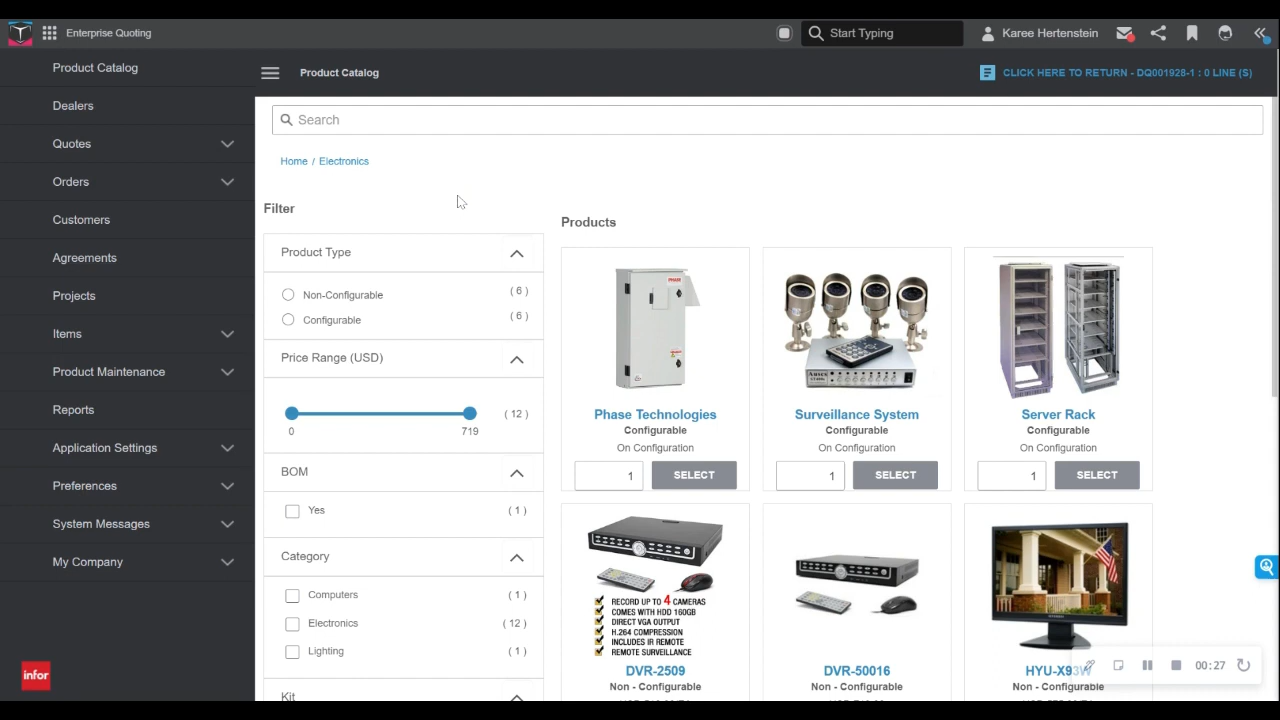 Enterprise Quoting
Start Typing
Karee Hertenstein
Product Catalog
Dealers
Quotes
Orders
Customers
Agreements
Projects
Items
Product Maintenance
Reports
Application Settings
Preferences
System Messages
My Company
infor
Product Catalog
CLICK HERE TO RETURN - DQ001928-1 : 0 LINE (S)
Search
Home / Electronics
Filter
Product Type
Non-Configurable ( 6 )
Configurable ( 6 )
Price Range (USD)
( 12 )
0 719
BOM
Yes ( 1 )
Category
Computers ( 1 )
Electronics ( 12 )
Lighting ( 1 )
Kit
Products
PHASE
Phase Technologies
Configurable
On Configuration
1 SELECT
Surveillance System
Configurable
On Configuration
1 SELECT
Server Rack
Configurable
On Configuration
1 SELECT
RECORD UP TO 4 CAMERAS
COMES WITH HDD 160GB
DIRECT VGA OUTPUT
H.264 COMPRESSION
INCLUDES IR REMOTE
REMOTE SURVEILLANCE
DVR-2509
Non - Configurable
DVR-50016
Non - Configurable
HYU-X93W
Non - Configurable
00:27